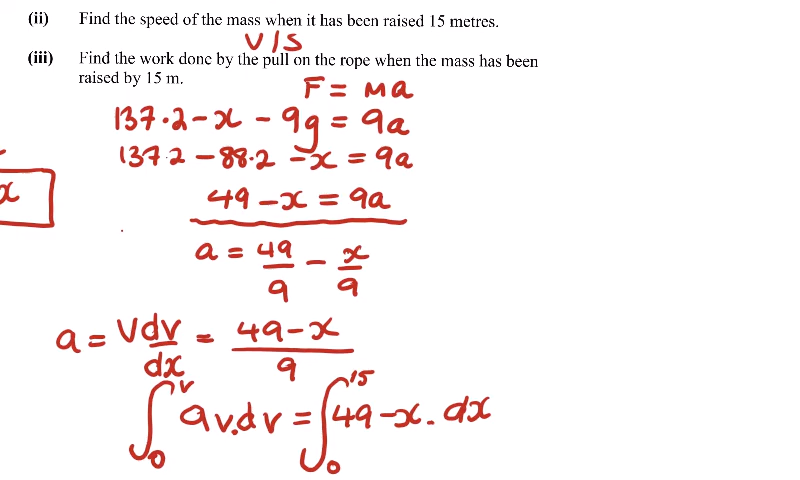 (ii) Find the speed of the mass when it has been raised 15 metres.
V/S
(iii) Find the work done by the pull on the rope when the mass has been
raised by 15 m.
F = Ma
137.2 - x - 9g = 9a
137.2 - 88.2 - x = 9a
x
49 - x = 9a
a = 49/9 - x/9
a = v dv/dx = 49-x/9
∫₀ᵛ 9v.dv = ∫₀¹⁵ 49-x. dx